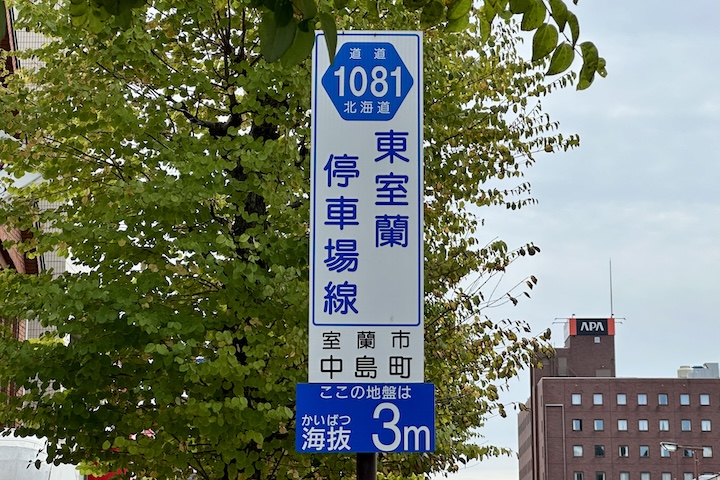 道道
1081
北海道
東室蘭
停車場線
室蘭市
中島町
ここの地盤は
かいばつ
海抜 3m
APA